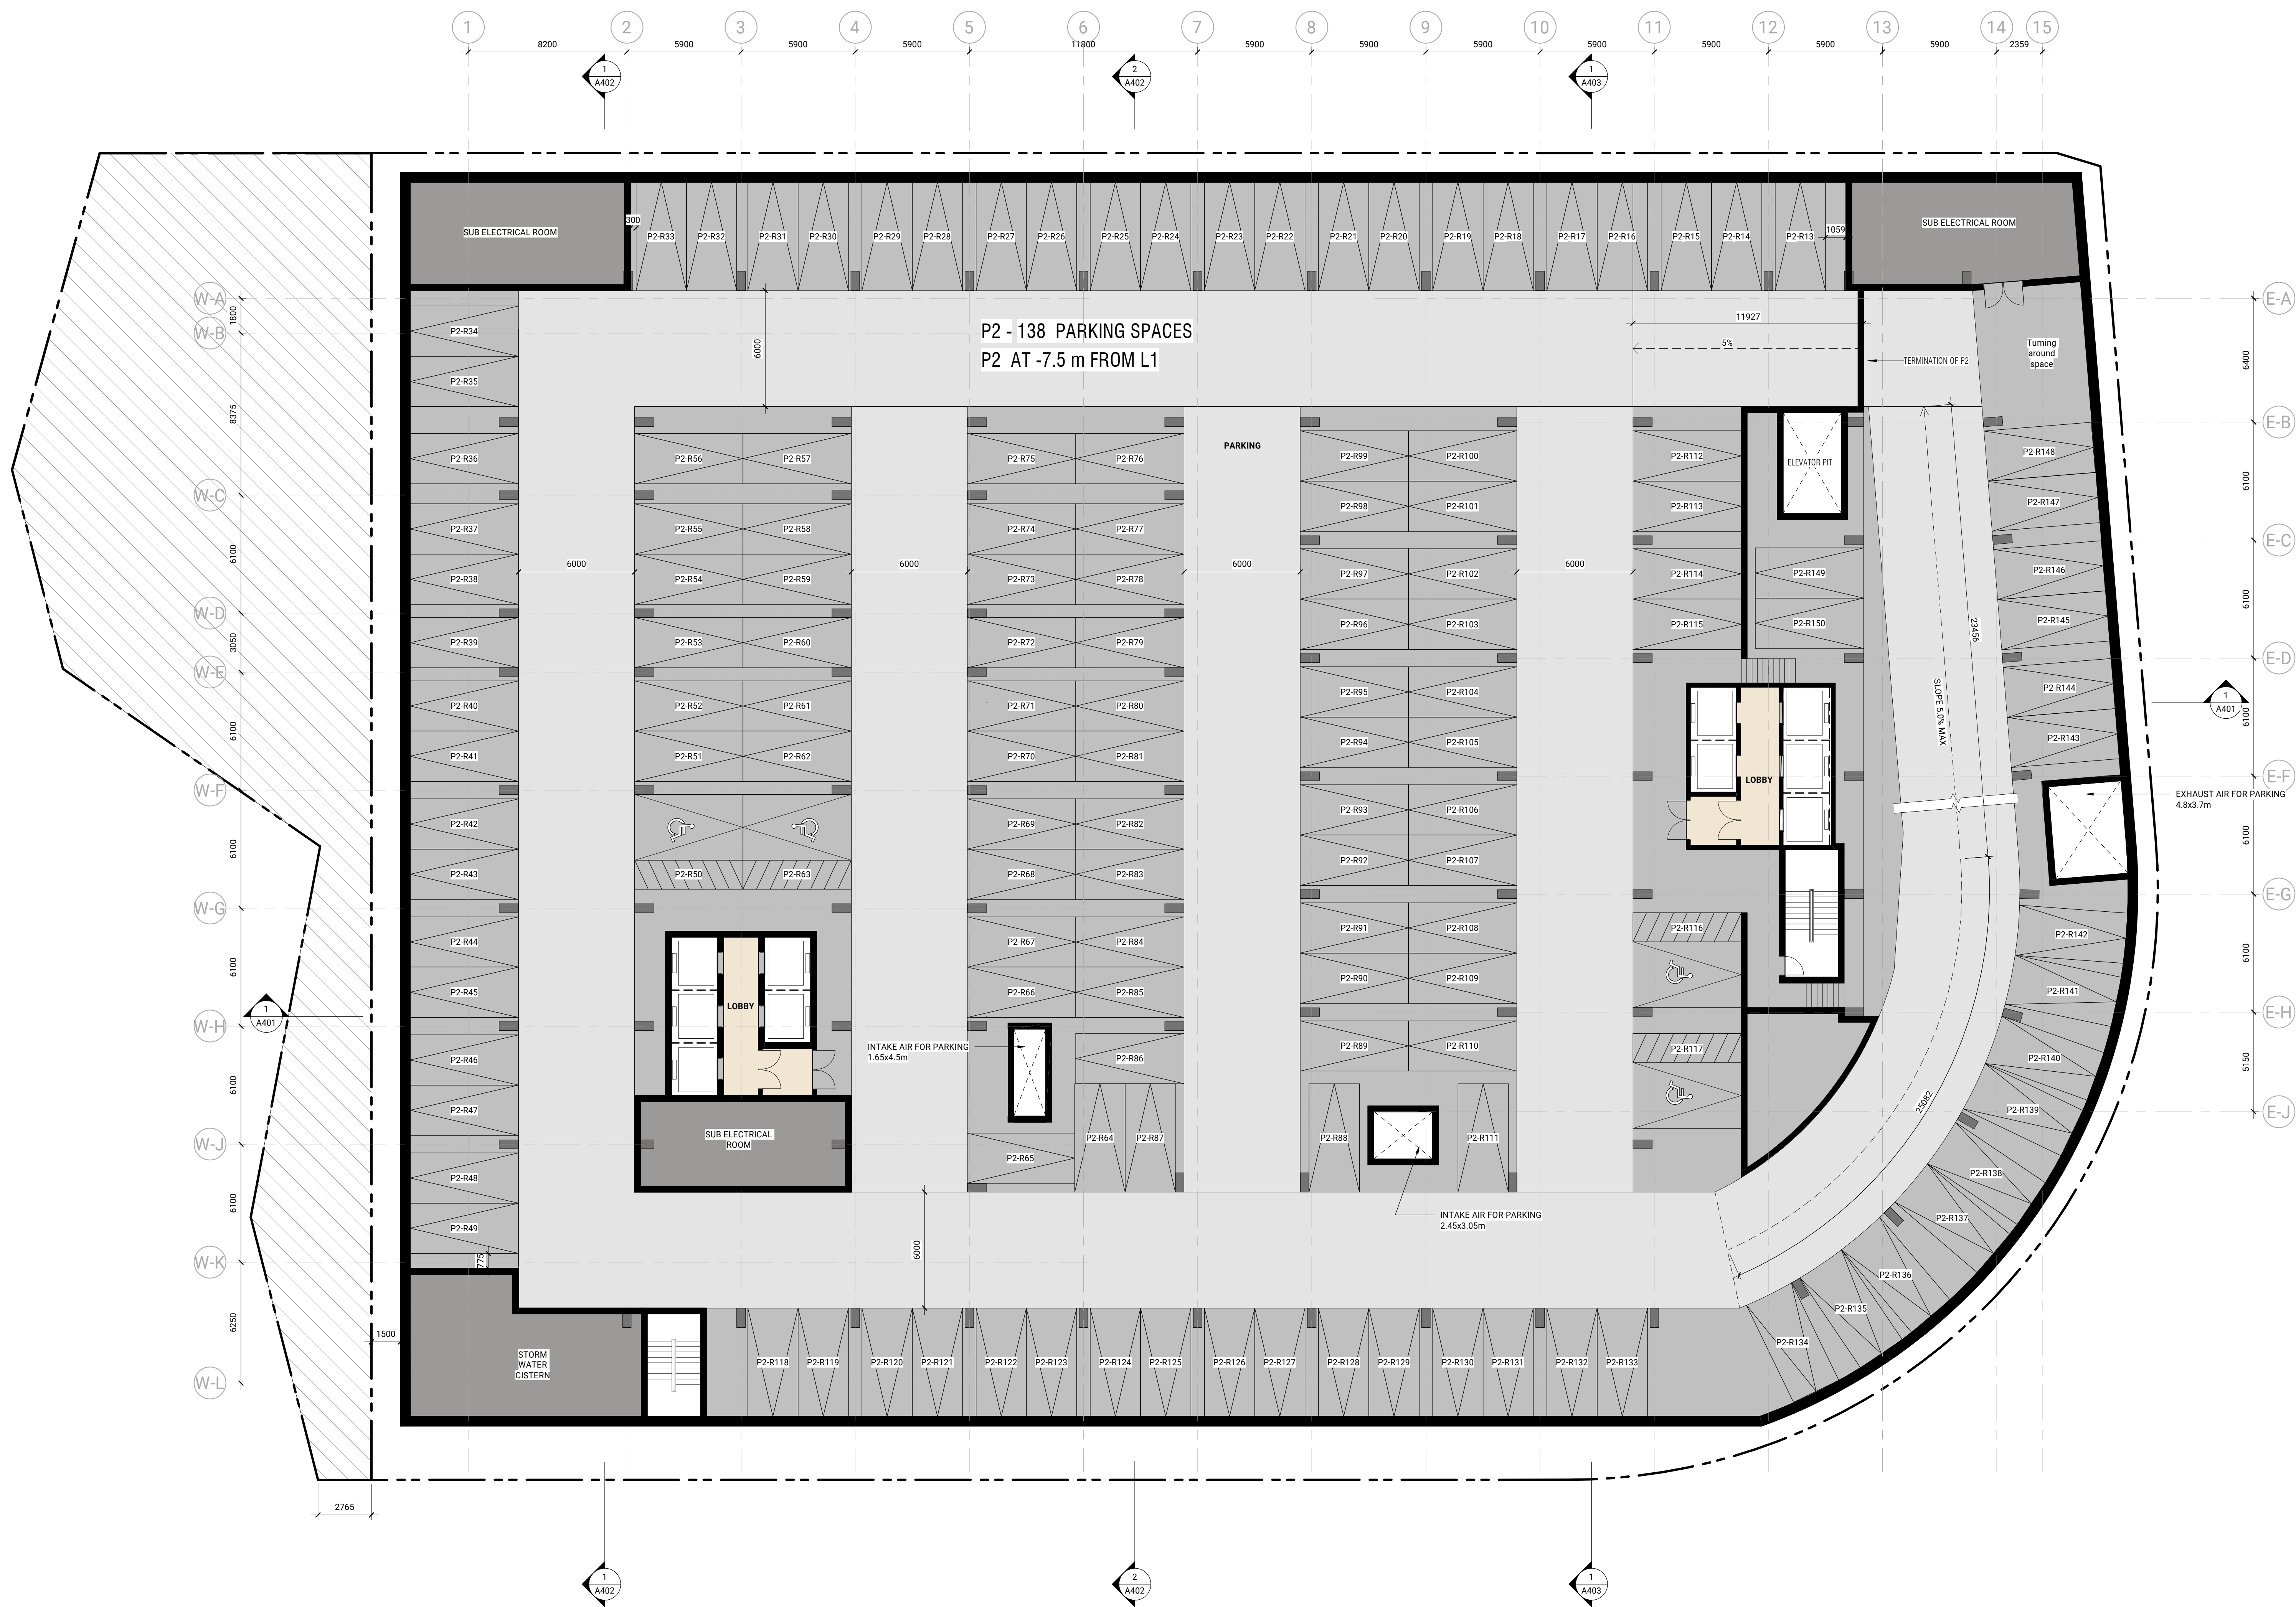 1 2 3 4 5 6 7 8 9 10 11 12 13 14 15
8200 5900 5900 5900 11800 5900 5900 5900 5900 5900 5900 5900 2359
1 A402
2 A402
1 A403
SUB ELECTRICAL ROOM
300
P2-R33 P2-R32 P2-R31 P2-R30 P2-R29 P2-R28 P2-R27 P2-R26 P2-R25 P2-R24 P2-R23 P2-R22 P2-R21 P2-R20 P2-R19 P2-R18 P2-R17 P2-R16 P2-R15 P2-R14 P2-R13
1059
SUB ELECTRICAL ROOM
W-A
W-B
W-C
W-D
W-E
W-F
W-G
W-H
W-J
W-K
W-L
1800
8375
6100
3050
6100
6100
6100
6100
6100
6250
P2 - 138 PARKING SPACES
P2 AT -7.5 m FROM L1
6000
11927
5%
TERMINATION OF P2
Turning
around
space
PARKING
ELEVATOR PIT
6000 6000 6000 6000
P2-R34
P2-R35
P2-R36
P2-R37
P2-R38
P2-R39
P2-R40
P2-R41
P2-R42
P2-R43
P2-R44
P2-R45
P2-R46
P2-R47
P2-R48
P2-R49
775
P2-R56 P2-R57
P2-R55 P2-R58
P2-R54 P2-R59
P2-R53 P2-R60
P2-R52 P2-R61
P2-R51 P2-R62
P2-R50 P2-R63
LOBBY
SUB ELECTRICAL
ROOM
P2-R75 P2-R76
P2-R74 P2-R77
P2-R73 P2-R78
P2-R72 P2-R79
P2-R71 P2-R80
P2-R70 P2-R81
P2-R69 P2-R82
P2-R68 P2-R83
P2-R67 P2-R84
P2-R66 P2-R85
INTAKE AIR FOR PARKING
1.65x4.5m
P2-R86
P2-R64 P2-R87
P2-R65
P2-R99 P2-R100
P2-R98 P2-R101
P2-R97 P2-R102
P2-R96 P2-R103
P2-R95 P2-R104
P2-R94 P2-R105
P2-R93 P2-R106
P2-R92 P2-R107
P2-R91 P2-R108
P2-R90 P2-R109
P2-R89 P2-R110
P2-R88 P2-R111
INTAKE AIR FOR PARKING
2.45x3.05m
P2-R112
P2-R113
P2-R114
P2-R115
P2-R149
P2-R150
LOBBY
P2-R116
P2-R117
23456
SLOPE 5.0% MAX
25082
P2-R148
P2-R147
P2-R146
P2-R145
P2-R144
P2-R143
EXHAUST AIR FOR PARKING
4.8x3.7m
P2-R142
P2-R141
P2-R140
P2-R139
P2-R138
P2-R137
P2-R136
P2-R135
P2-R134
E-A
E-B
E-C
E-D
E-F
E-G
E-H
E-J
6400
6100
6100
6100
6100
6100
5150
1 A401
1 A401
6000
STORM
WATER
CISTERN
1500
P2-R118 P2-R119 P2-R120 P2-R121 P2-R122 P2-R123 P2-R124 P2-R125 P2-R126 P2-R127 P2-R128 P2-R129 P2-R130 P2-R131 P2-R132 P2-R133
2765
1 A402
2 A402
1 A403